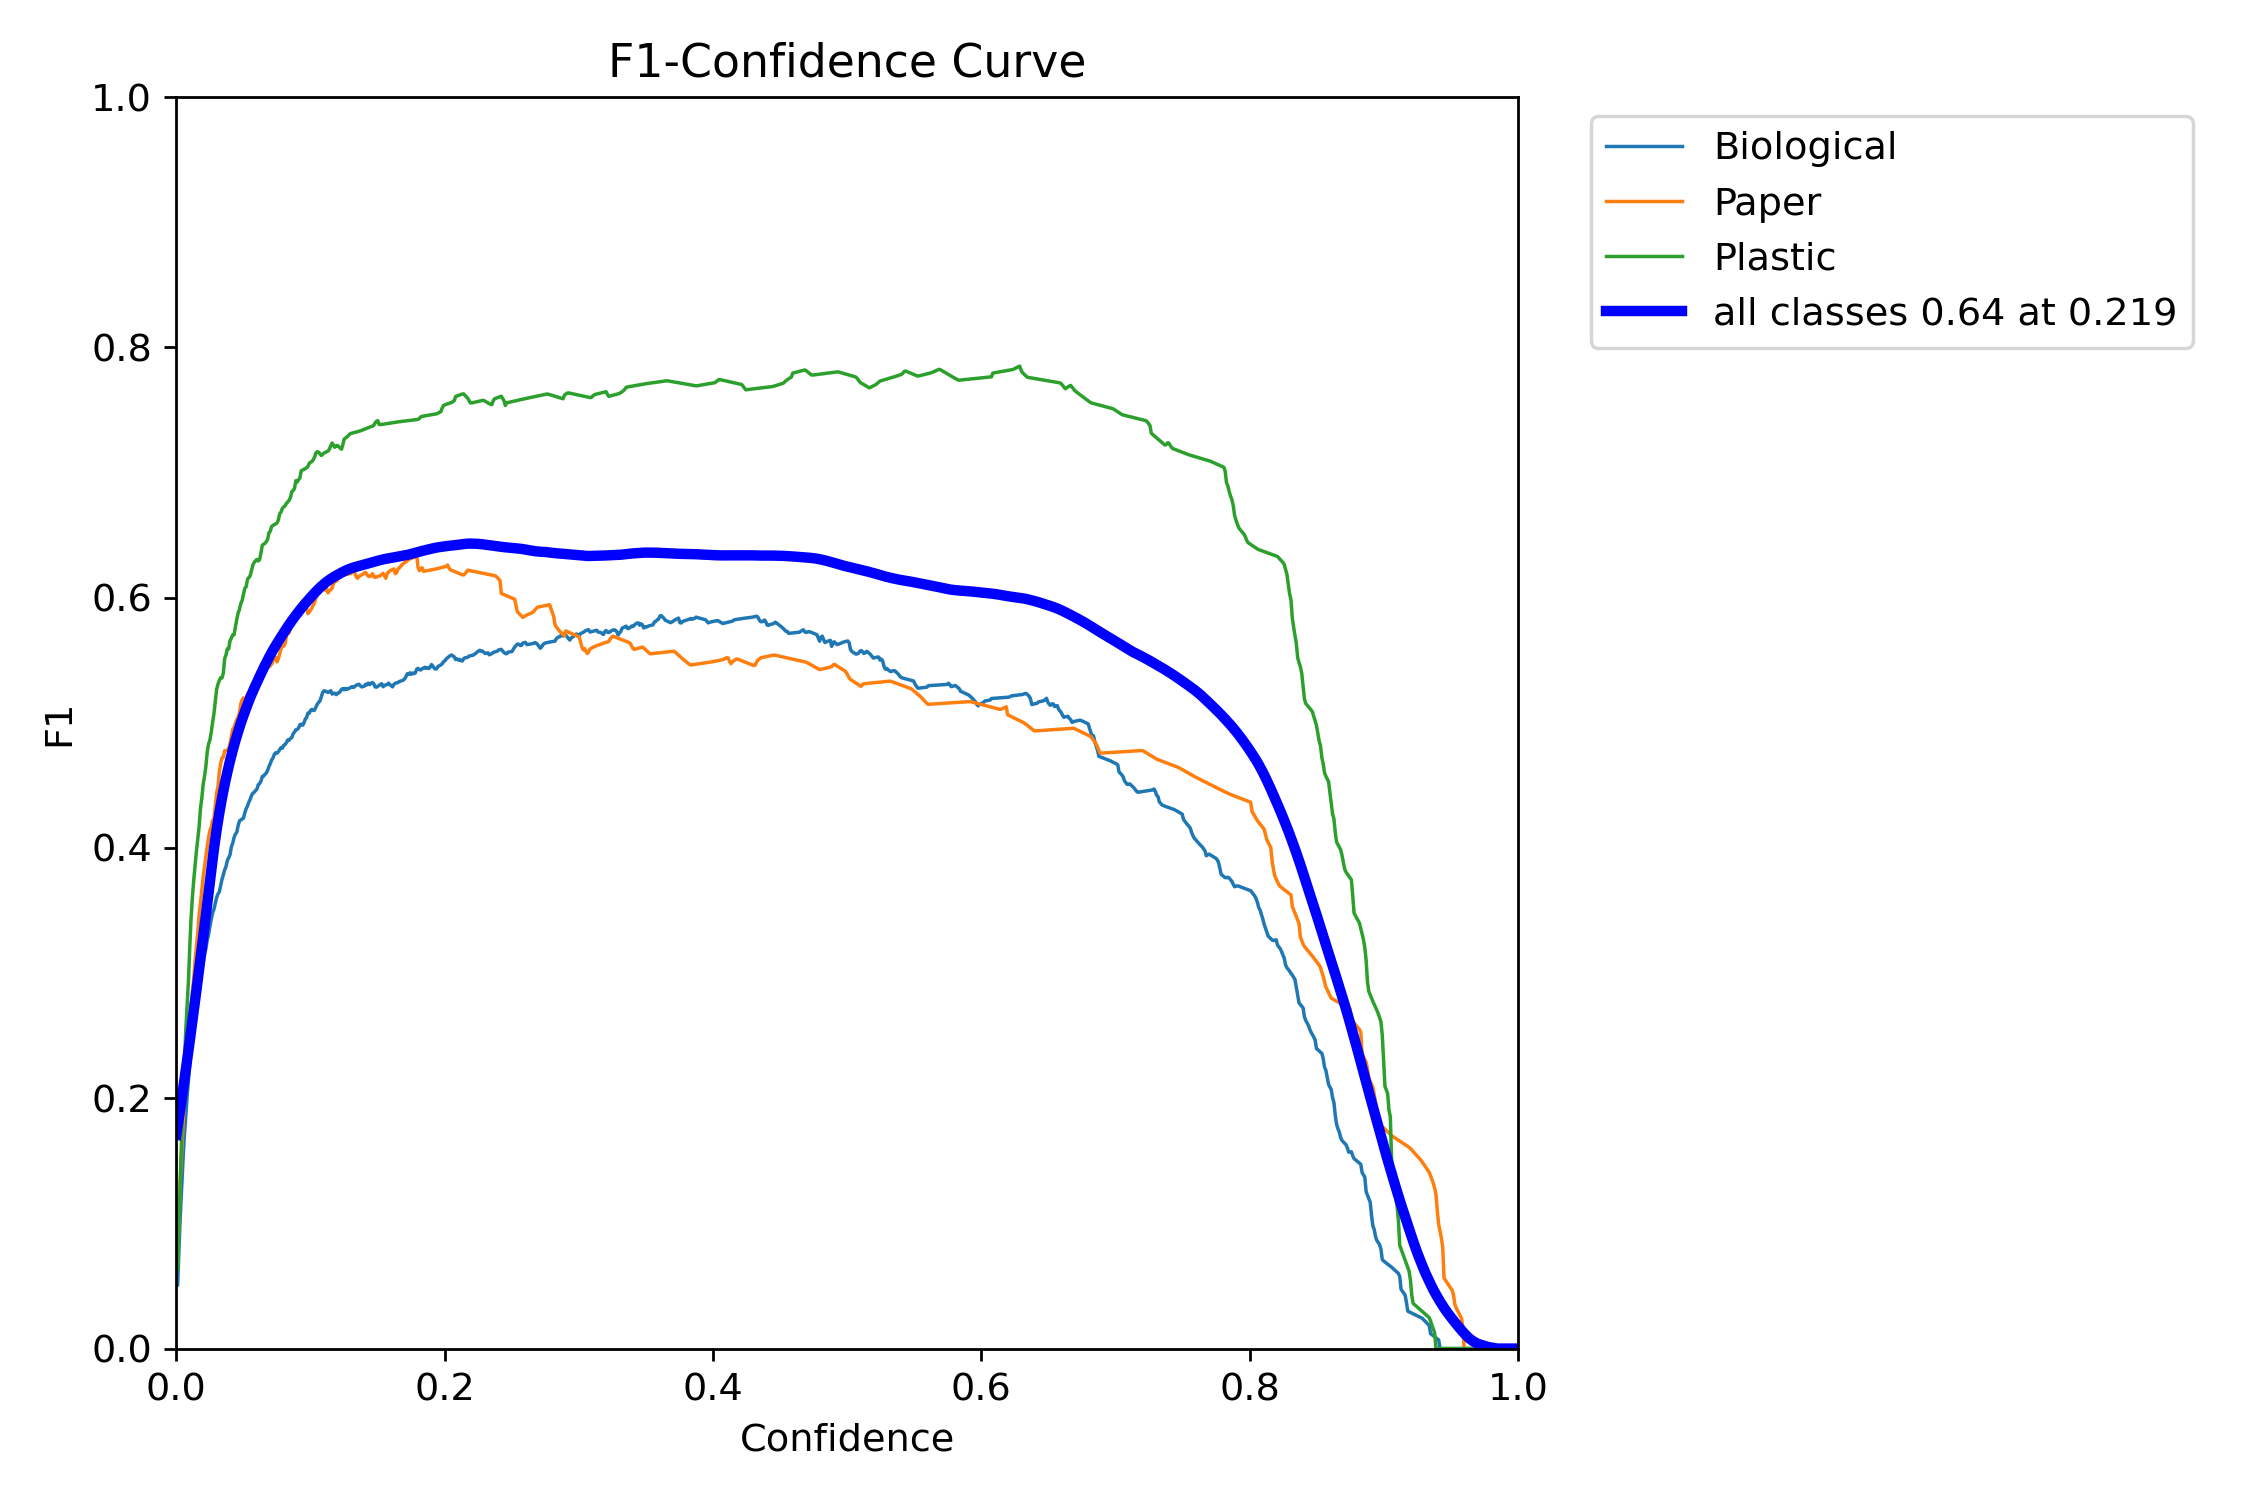 F1-Confidence Curve
1.0
0.8
0.6
0.4
0.2
0.0
F1
0.0 0.2 0.4 0.6 0.8 1.0
Confidence
Biological
Paper
Plastic
all classes 0.64 at 0.219